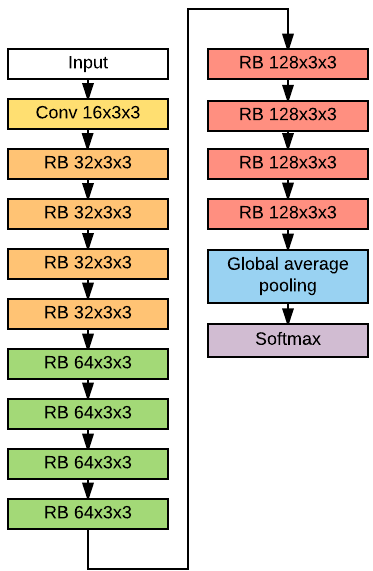 Input
Conv 16x3x3
RB 32x3x3
RB 32x3x3
RB 32x3x3
RB 32x3x3
RB 64x3x3
RB 64x3x3
RB 64x3x3
RB 64x3x3
RB 128x3x3
RB 128x3x3
RB 128x3x3
RB 128x3x3
Global average
pooling
Softmax